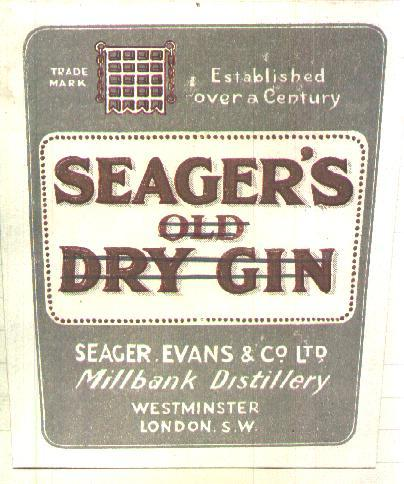 TRADE
MARK
Established
over a Century
SEAGER'S
OLD
DRY GIN
SEAGER. EVANS & Co LTD
Millbank Distillery
WESTMINSTER
LONDON. S.W.